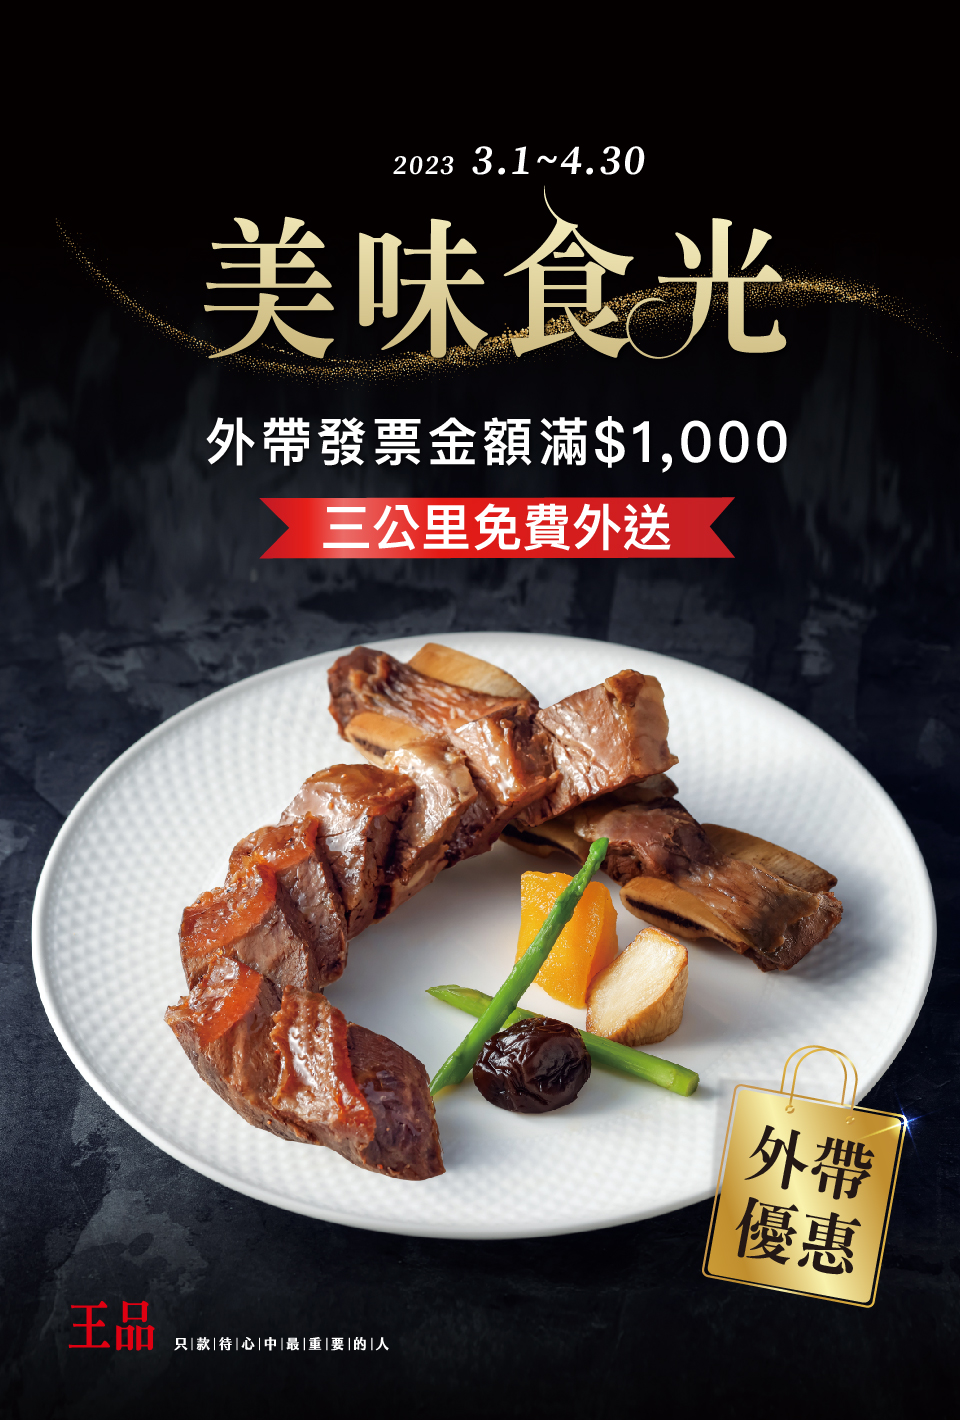 2023 3.1~4.30
美味食光
外帶發票金額滿$1,000
三公里免費外送
外帶
優惠
王品 只|款|待|心|中|最|重|要|的|人